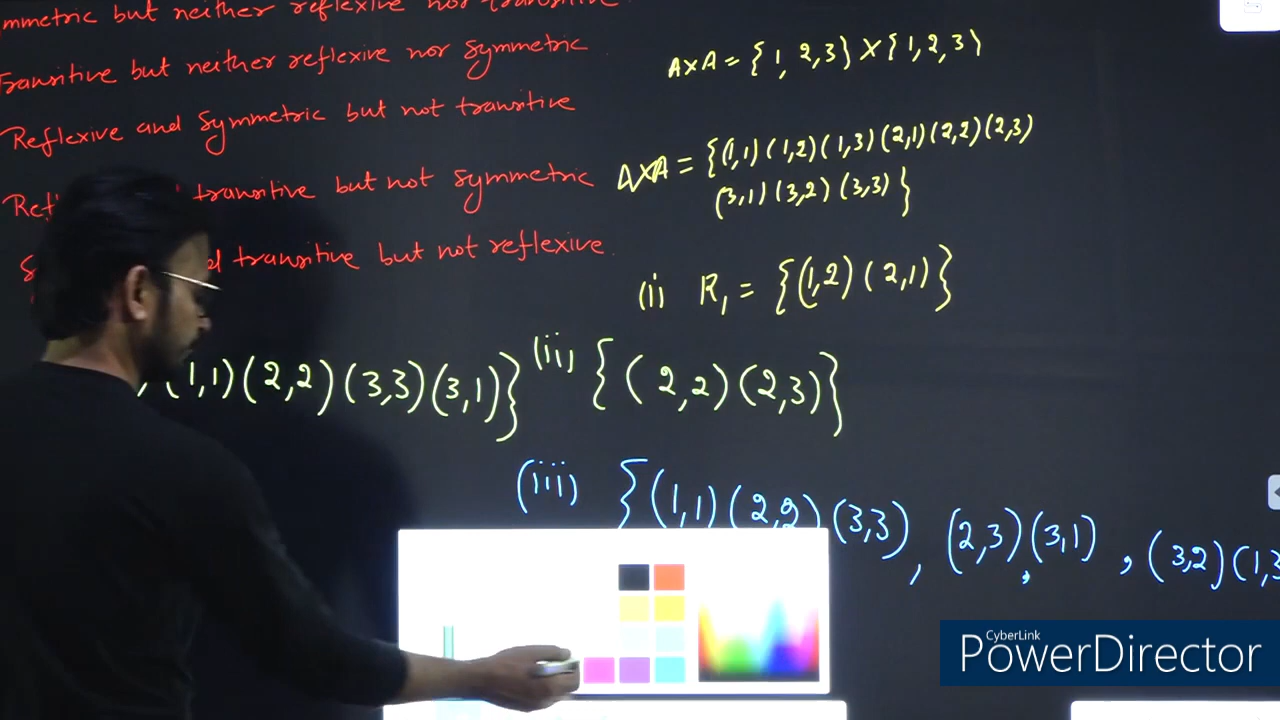 mmetric but neither reflexive nor transitive
Transitive but neither reflexive nor symmetric
Reflexive and Symmetric but not transitive
Ref transitive but not symmetric
S d transitive but not reflexive
A×A = { 1, 2,3} × { 1,2,3}
A×A = {(1,1) (1,2) (1,3) (2,1) (2,2) (2,3)
(3,1) (3,2) (3,3) }
(i) R₁ = {(1,2) (2,1)}
(1,1) (2,2) (3,3) (3,1)}
(ii) { (2,2) (2,3)}
(iii) {(1,1) (2,2) (3,3), (2,3), (3,1), (3,2) (1,3
CyberLink
PowerDirector